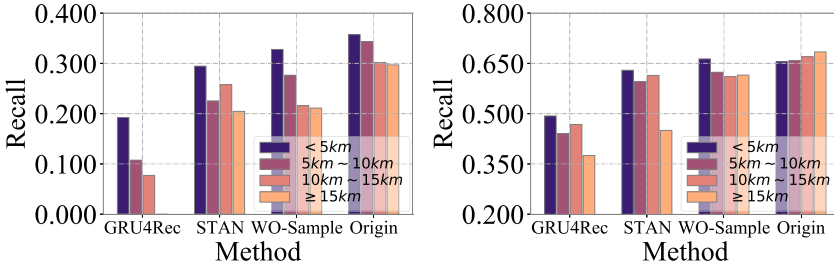 0.400
0.300
0.200
0.100
0.000
Recall
< 5km
5km ~ 10km
10km ~ 15km
≥ 15km
GRU4Rec STAN WO-Sample Origin
Method
0.800
0.650
0.500
0.350
0.200
Recall
< 5km
5km ~ 10km
10km ~ 15km
≥ 15km
GRU4Rec STAN WO-Sample Origin
Method